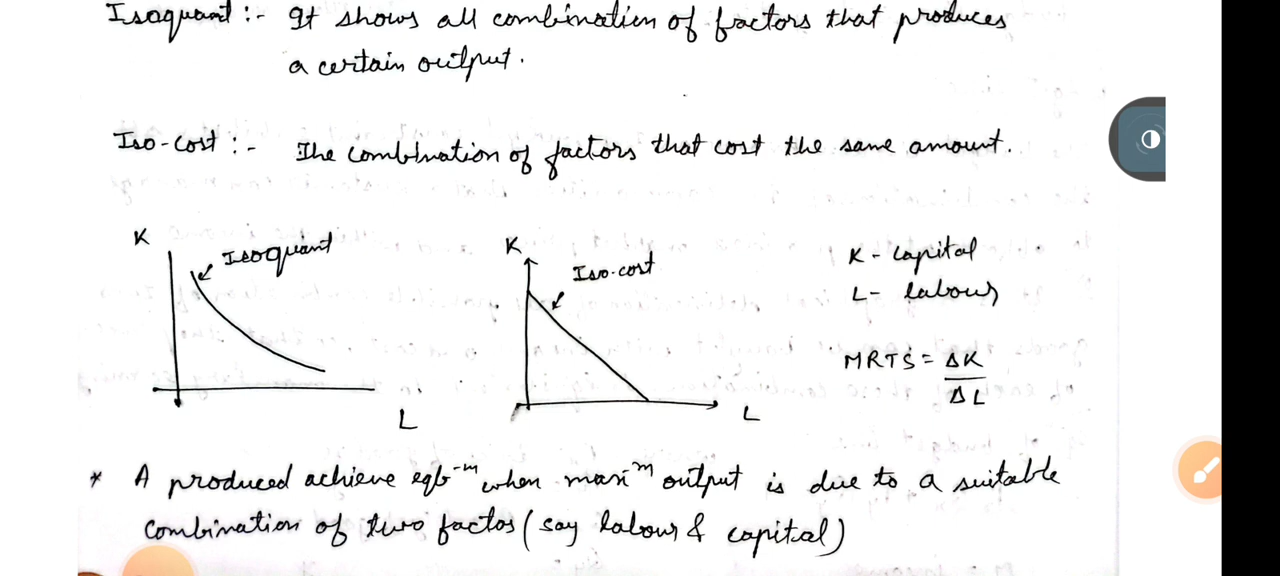 Isoquant :- It shows all combination of factors that produces
a certain output.
Iso-cost :- The combination of factors that cost the same amount.
K
Isoquant
L
K
Iso-cost
L
K - capital
L - labour
MRTS = ΔK
ΔL
* A produced achieve eqb-m when maxi^m output is due to a suitable
combination of two factos (say labour & capital)